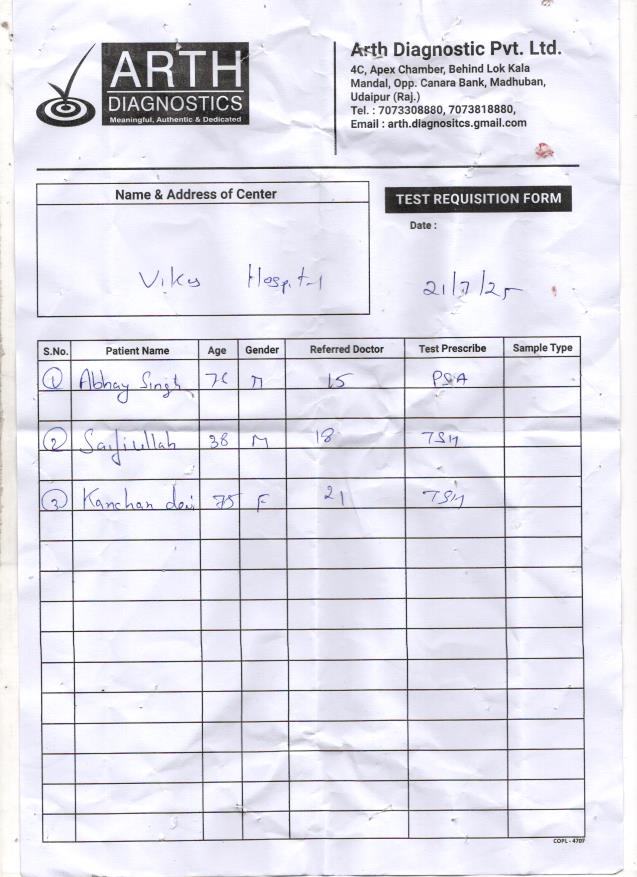 ARTH
DIAGNOSTICS
Meaningful, Authentic & Dedicated
Arth Diagnostic Pvt. Ltd.
4C, Apex Chamber, Behind Lok Kala
Mandal, Opp. Canara Bank, Madhuban,
Udaipur (Raj.)
Tel. : 7073308880, 7073818880,
Email : arth.diagnositcs.gmail.com
Name & Address of Center
TEST REQUISITION FORM
Date :
Vikas Hospital
21/7/25
S.No. Patient Name Age Gender Referred Doctor Test Prescribe Sample Type
1 Abhay Singh M 15 PSA
2 Saifullah 38 M 18 TSH
3 Kanchan devi 75 F 21 TSH
COPL - 4707